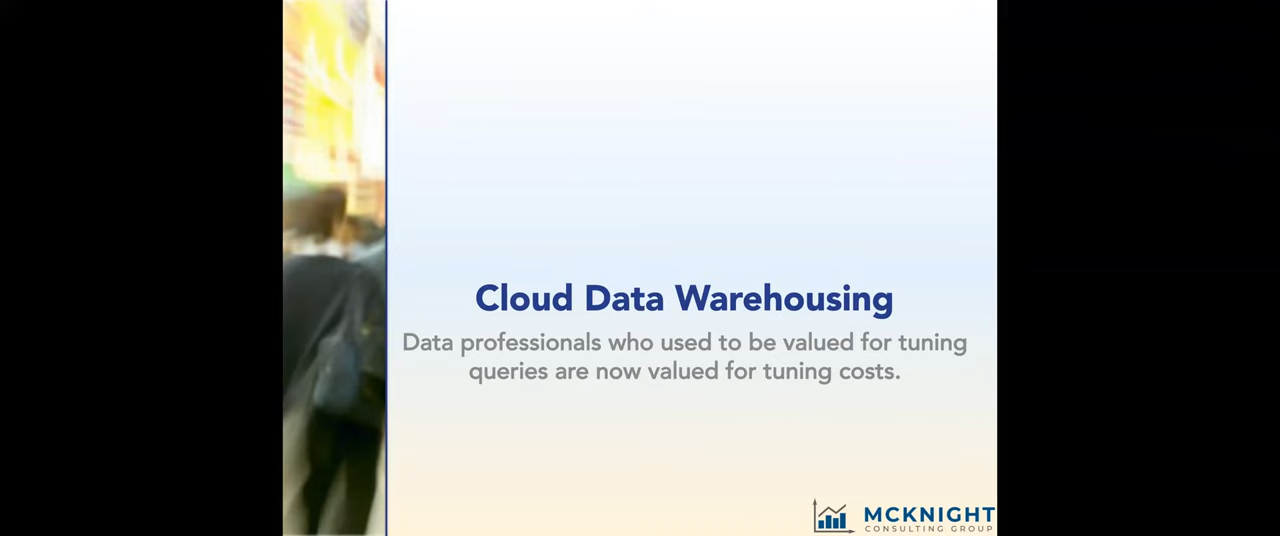 Cloud Data Warehousing
Data professionals who used to be valued for tuning
queries are now valued for tuning costs.
MCKNIGHT
CONSULTING GROUP